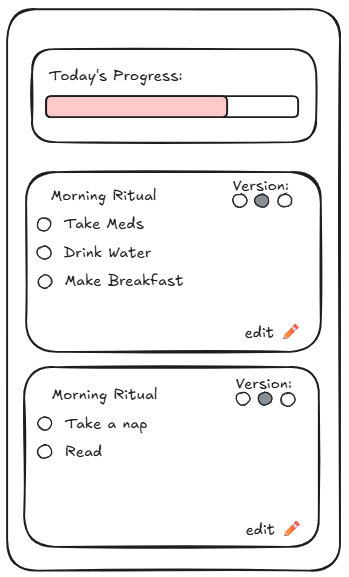 Today's Progress:
Morning Ritual
Version:
Take Meds
Drink Water
Make Breakfast
edit
Morning Ritual
Version:
Take a nap
Read
edit